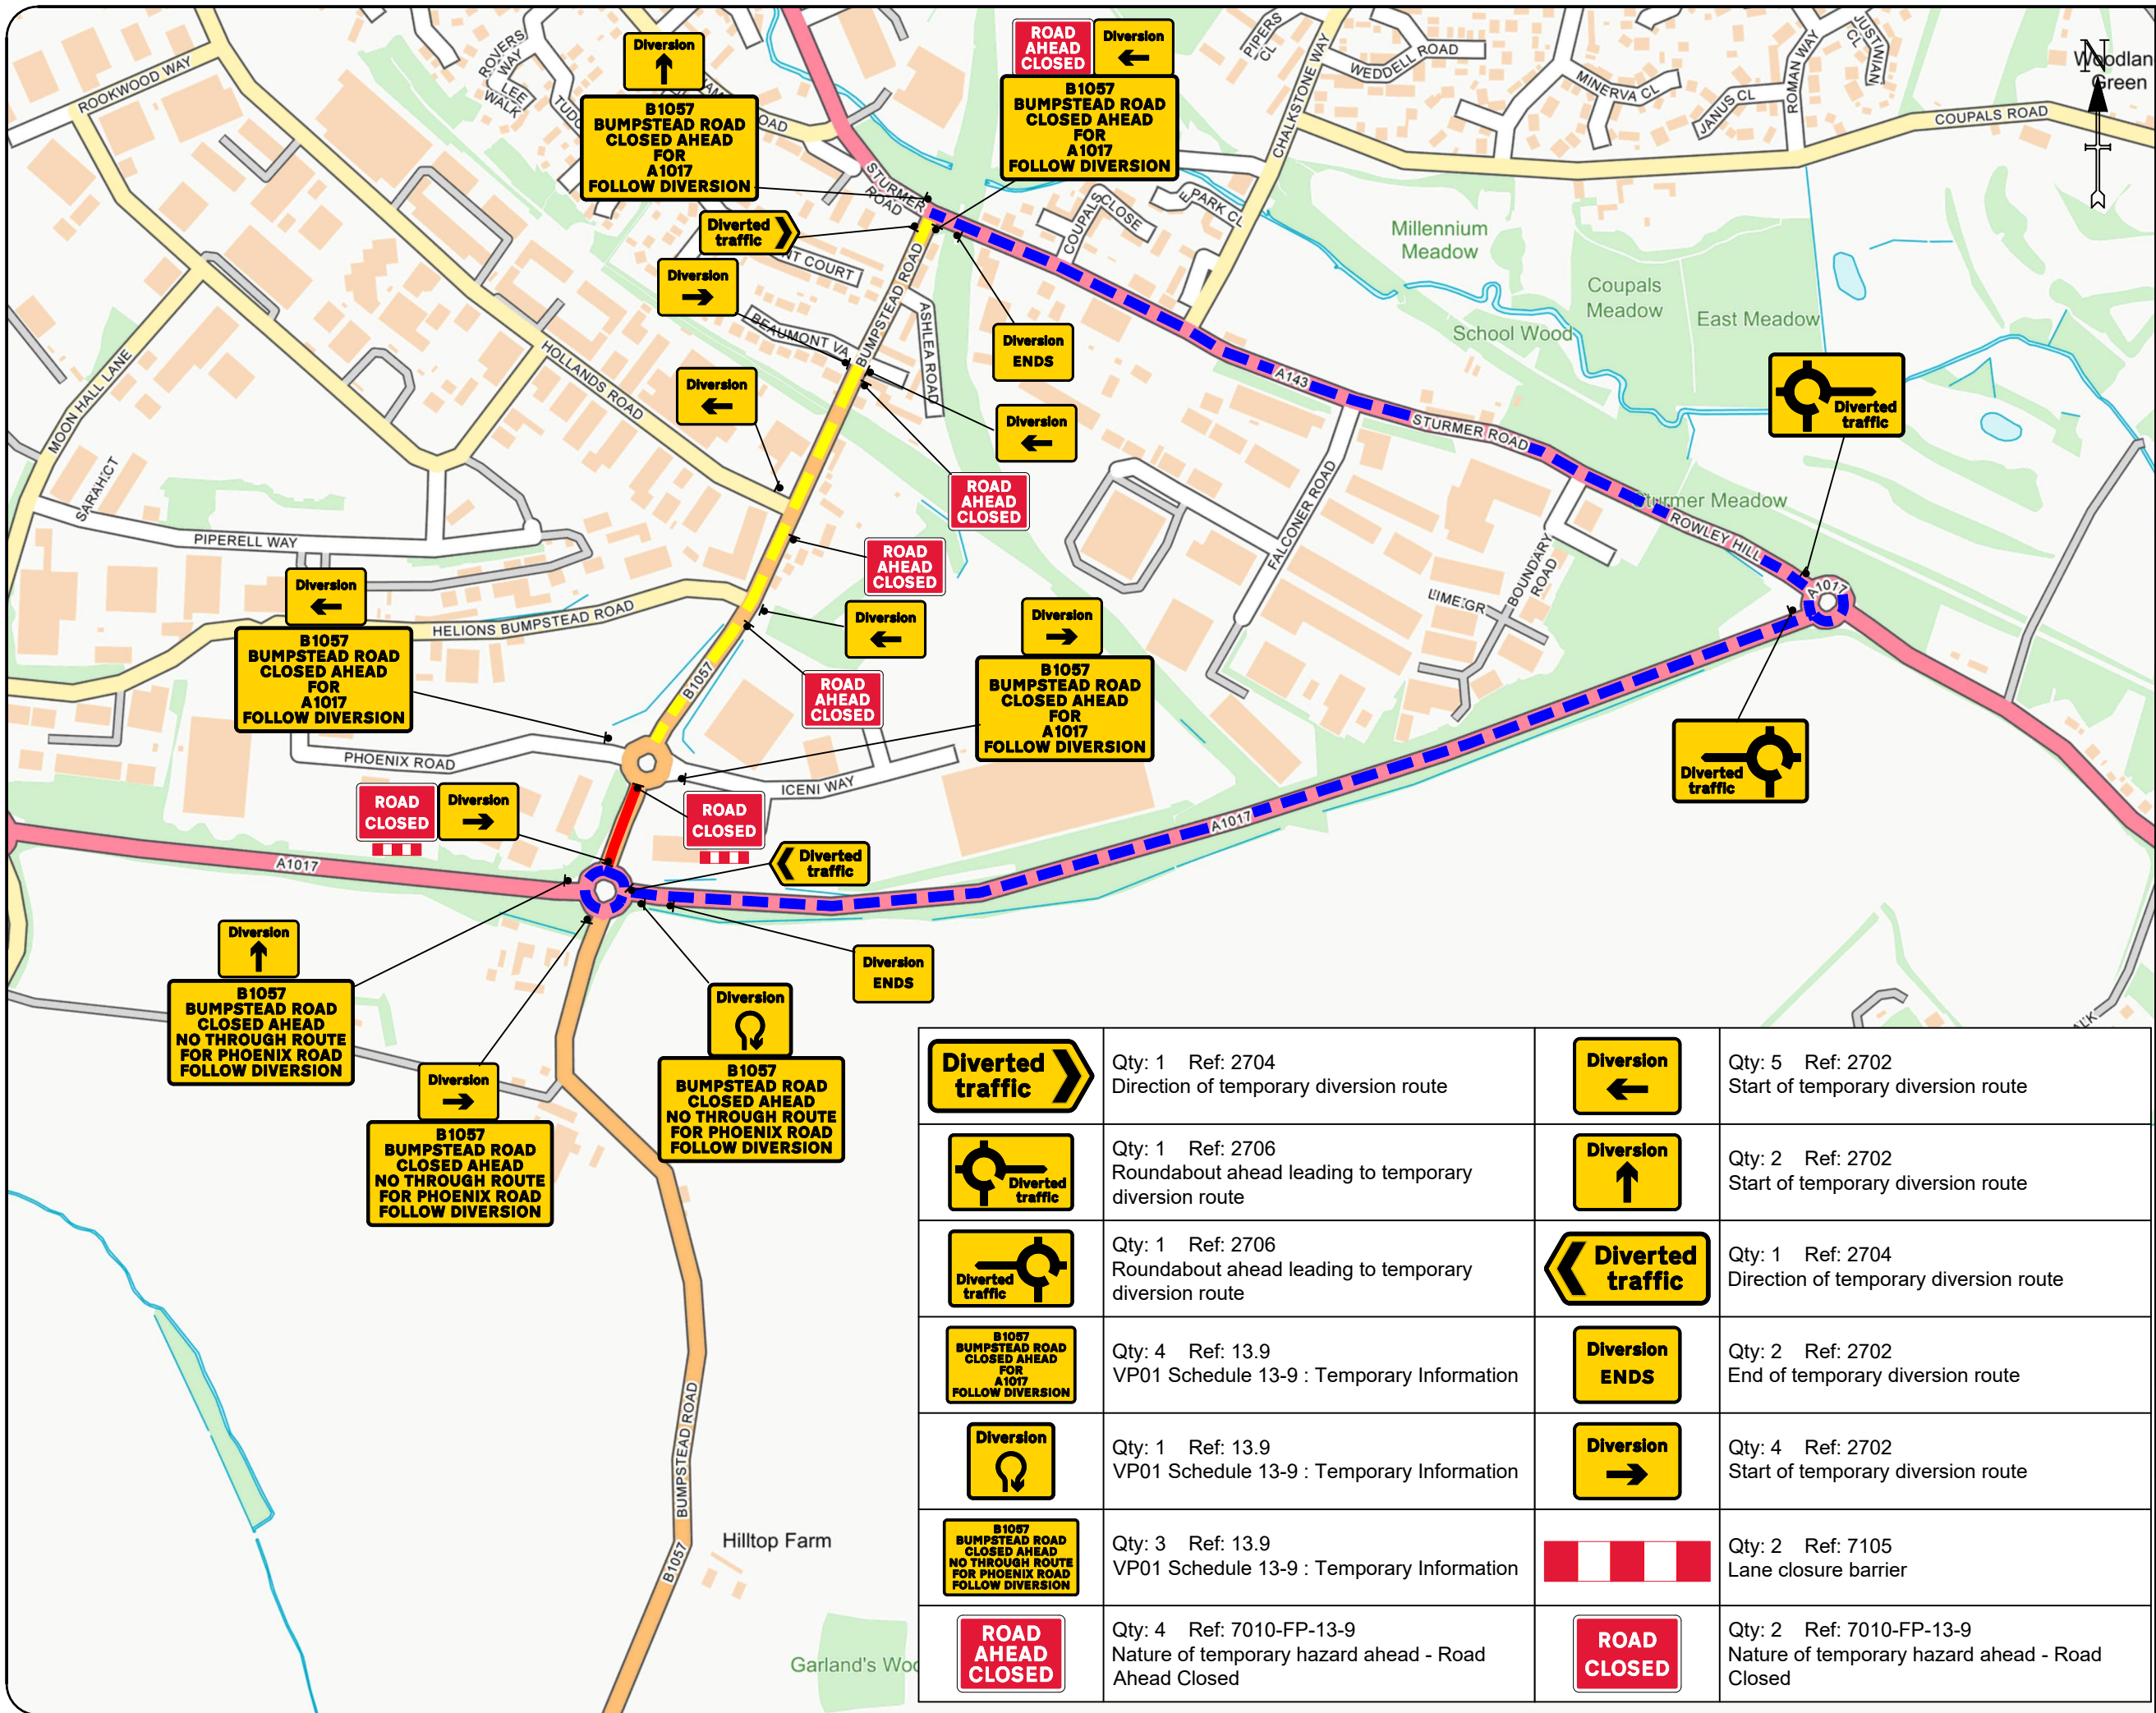 ROOKWOOD WAY
ROVERS
WAY
LEE
WALK
Diversion
B1057
BUMPSTEAD ROAD
CLOSED AHEAD
FOR
A1017
FOLLOW DIVERSION
OAD
STURMER
ROAD
ROAD
AHEAD
CLOSED
Diversion
B1057
BUMPSTEAD ROAD
CLOSED AHEAD
FOR
A1017
FOLLOW DIVERSION
PIPERS
CL
CHALKSTONE WAY
WEDDELL ROAD
MINERVA CL
JANUS CL
ROMAN WAY
JUSTINIAN
CL
COUPALS ROAD
N
Woodlan
Green
Diverted
traffic
NT COURT
Diversion
BEAUMONT VA
BUMPSTEAD ROAD
ASHLEA ROAD
COUPALS
CLOSE
PARK CL
Millennium
Meadow
Coupals
Meadow
East Meadow
School Wood
Diversion
ENDS
A143
STURMER ROAD
Diverted
traffic
MOON HALL LANE
HOLLANDS ROAD
Diversion
Diversion
ROAD
AHEAD
CLOSED
FALCONER ROAD
turmer Meadow
ROWLEY HILL
A1017
BOUNDARY
ROAD
PIPERELL WAY
ROAD
AHEAD
CLOSED
Diversion
B1057
BUMPSTEAD ROAD
CLOSED AHEAD
FOR
A1017
FOLLOW DIVERSION
HELIONS BUMPSTEAD ROAD
Diversion
B1057
ROAD
AHEAD
CLOSED
Diversion
B1057
BUMPSTEAD ROAD
CLOSED AHEAD
FOR
A1017
FOLLOW DIVERSION
Diverted
traffic
PHOENIX ROAD
ICENI WAY
ROAD
CLOSED
Diversion
ROAD
CLOSED
A1017
A1017
Diverted
traffic
Diversion
B1057
BUMPSTEAD ROAD
CLOSED AHEAD
NO THROUGH ROUTE
FOR PHOENIX ROAD
FOLLOW DIVERSION
Diversion
ENDS
Diversion
B1057
BUMPSTEAD ROAD
CLOSED AHEAD
NO THROUGH ROUTE
FOR PHOENIX ROAD
FOLLOW DIVERSION
Diversion
B1057
BUMPSTEAD ROAD
CLOSED AHEAD
NO THROUGH ROUTE
FOR PHOENIX ROAD
FOLLOW DIVERSION
BUMPSTEAD ROAD
B1057
Hilltop Farm
Garland's Woo
Diverted
traffic
Qty: 1 Ref: 2704
Direction of temporary diversion route
Diversion
Qty: 5 Ref: 2702
Start of temporary diversion route
Diverted
traffic
Qty: 1 Ref: 2706
Roundabout ahead leading to temporary
diversion route
Diversion
Qty: 2 Ref: 2702
Start of temporary diversion route
Diverted
traffic
Qty: 1 Ref: 2706
Roundabout ahead leading to temporary
diversion route
Diverted
traffic
Qty: 1 Ref: 2704
Direction of temporary diversion route
B1057
BUMPSTEAD ROAD
CLOSED AHEAD
FOR
A1017
FOLLOW DIVERSION
Qty: 4 Ref: 13.9
VP01 Schedule 13-9 : Temporary Information
Diversion
ENDS
Qty: 2 Ref: 2702
End of temporary diversion route
Diversion
Qty: 1 Ref: 13.9
VP01 Schedule 13-9 : Temporary Information
Diversion
Qty: 4 Ref: 2702
Start of temporary diversion route
B1057
BUMPSTEAD ROAD
CLOSED AHEAD
NO THROUGH ROUTE
FOR PHOENIX ROAD
FOLLOW DIVERSION
Qty: 3 Ref: 13.9
VP01 Schedule 13-9 : Temporary Information
Qty: 2 Ref: 7105
Lane closure barrier
ROAD
AHEAD
CLOSED
Qty: 4 Ref: 7010-FP-13-9
Nature of temporary hazard ahead - Road
Ahead Closed
ROAD
CLOSED
Qty: 2 Ref: 7010-FP-13-9
Nature of temporary hazard ahead - Road
Closed